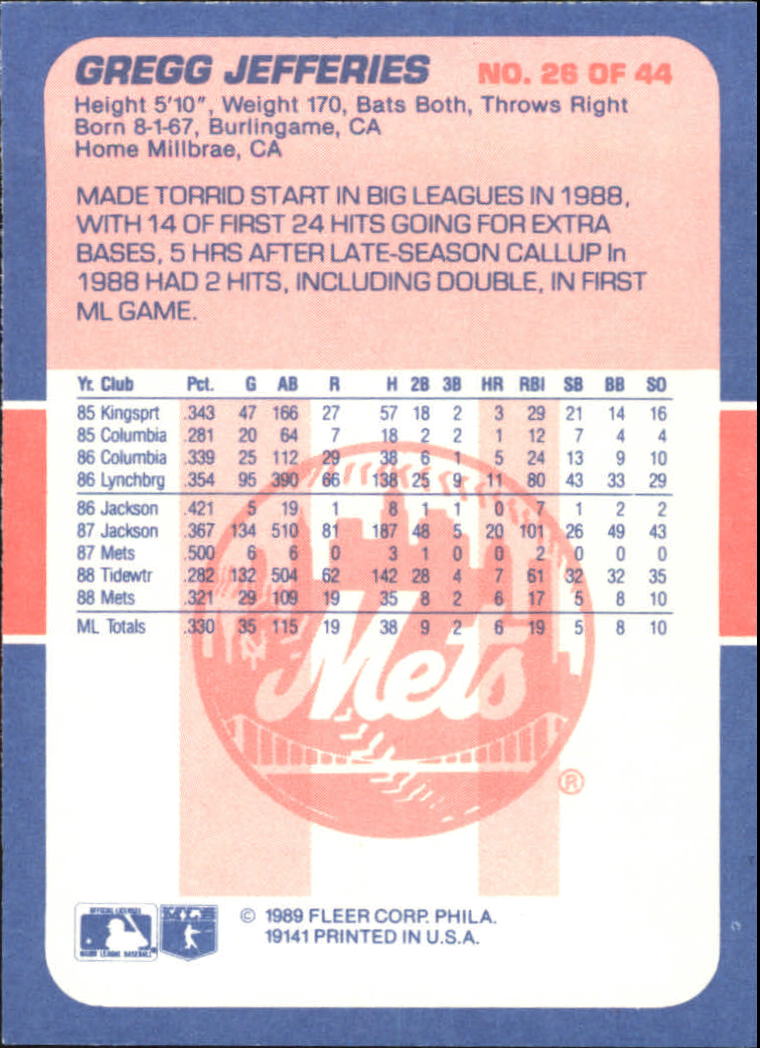 GREGG JEFFERIES NO. 26 OF 44
Height 5'10", Weight 170, Bats Both, Throws Right
Born 8-1-67, Burlingame, CA
Home Millbrae, CA
MADE TORRID START IN BIG LEAGUES IN 1988,
WITH 14 OF FIRST 24 HITS GOING FOR EXTRA
BASES, 5 HRS AFTER LATE-SEASON CALLUP In
1988 HAD 2 HITS, INCLUDING DOUBLE, IN FIRST
ML GAME.
Yr. Club Pct. G AB R H 2B 3B HR RBI SB BB SO
85 Kingsprt .343 47 166 27 57 18 2 3 29 21 14 16
85 Columbia .281 20 64 7 18 2 2 1 12 7 4 4
86 Columbia .339 25 112 29 38 6 1 5 24 13 9 10
86 Lynchbrg .354 95 390 66 138 25 9 11 80 43 33 29
86 Jackson .421 5 19 1 8 1 1 0 7 1 2 2
87 Jackson .367 134 510 81 187 48 5 20 101 26 49 43
87 Mets .500 6 6 0 3 1 0 0 2 0 0 0
88 Tidewtr .282 132 504 62 142 28 4 7 61 32 32 35
88 Mets .321 29 109 19 35 8 2 6 17 5 8 10
ML Totals .330 35 115 19 38 9 2 6 19 5 8 10
Mets
®
OFFICIAL LICENSEE
MAJOR LEAGUE BASEBALL
© 1989 FLEER CORP. PHILA.
19141 PRINTED IN U.S.A.